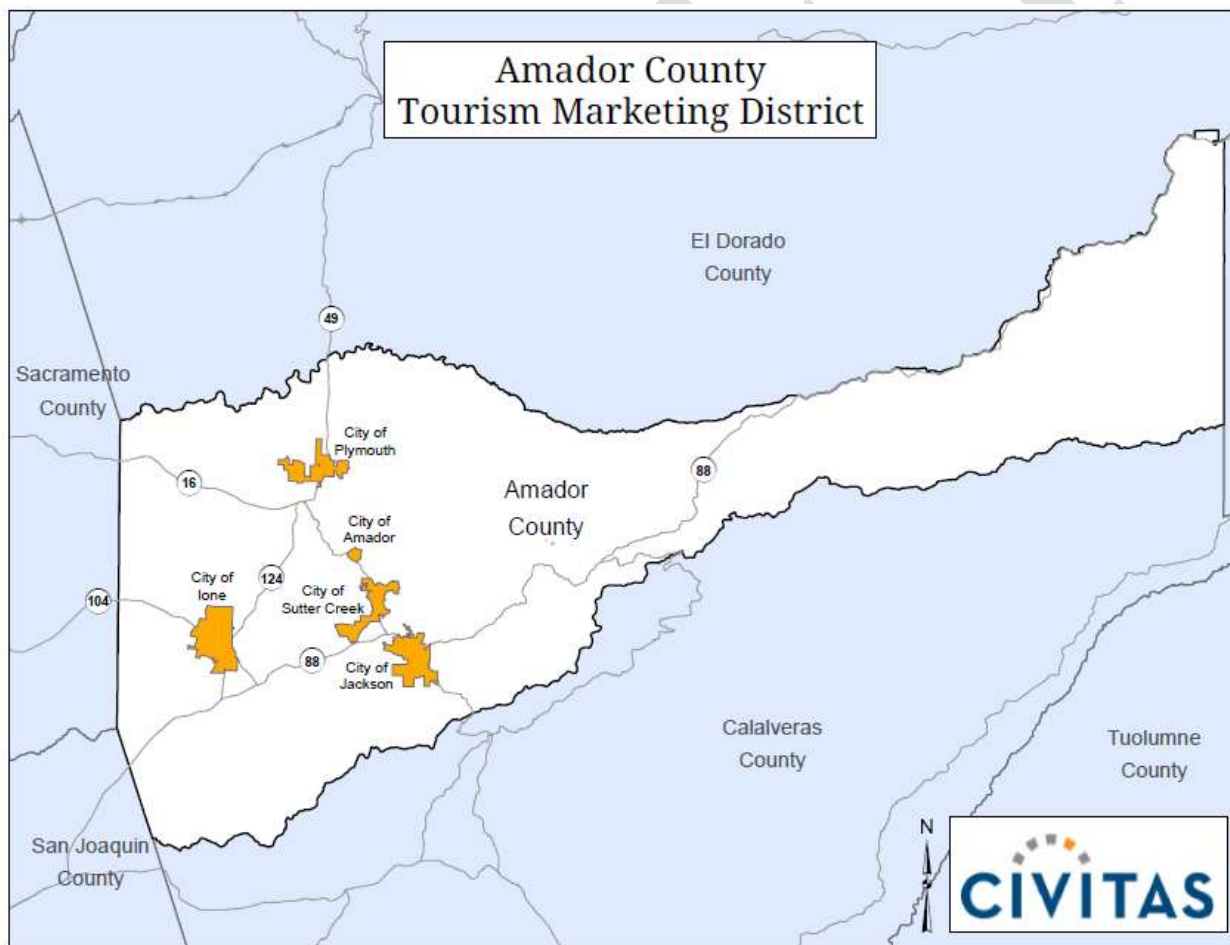 Amador County
Tourism Marketing District
El Dorado
County
49
Sacramento
County
City of
Plymouth
16
88
Amador
County
City of
Amador
124
City of
Ione
104
City of
Sutter Creek
88
City of
Jackson
Calalveras
County
Tuolumne
County
San Joaquin
County
N
CIVITAS